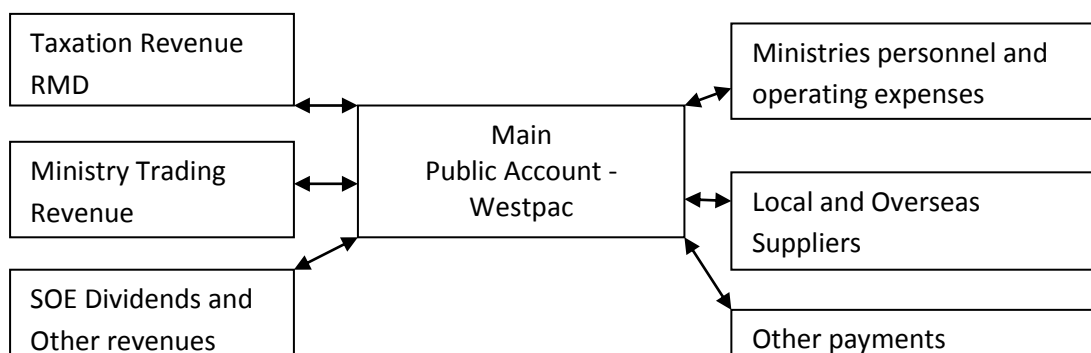 Taxation Revenue
RMD
Ministry Trading
Revenue
SOE Dividends and
Other revenues
Main
Public Account -
Westpac
Ministries personnel and
operating expenses
Local and Overseas
Suppliers
Other payments